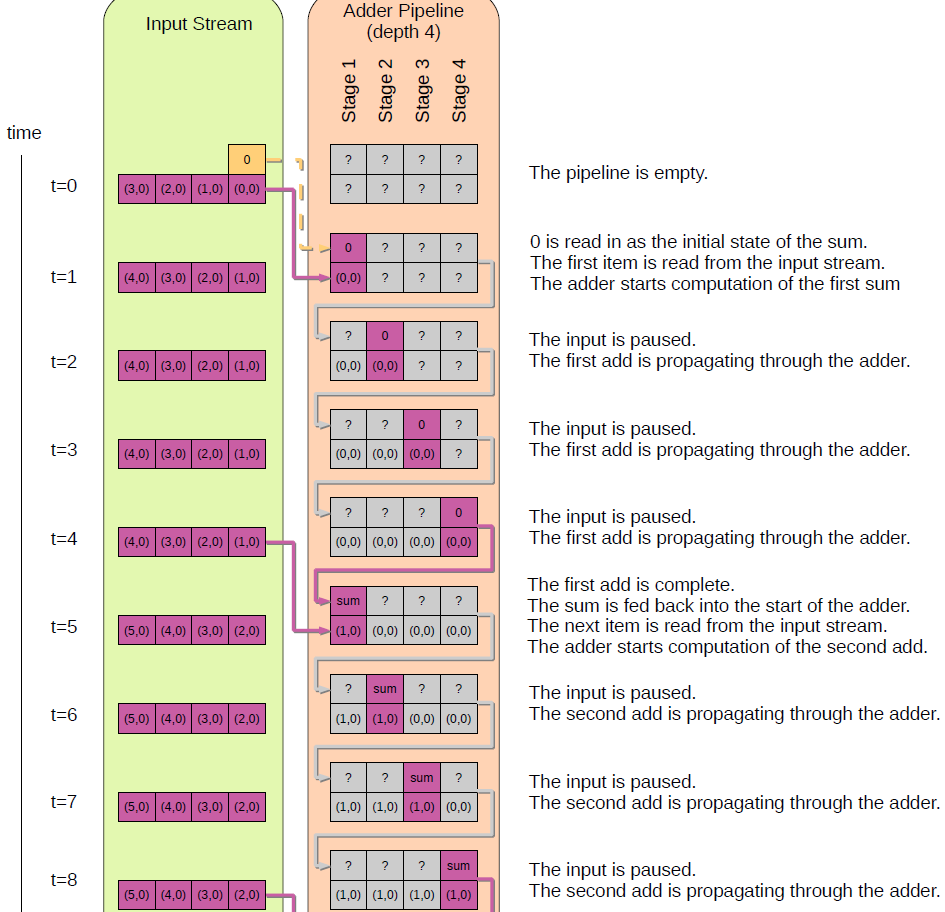 Input Stream
Adder Pipeline
(depth 4)
Stage 1
Stage 2
Stage 3
Stage 4
time
0 ? ? ? ?
t=0 (3,0) (2,0) (1,0) (0,0) ? ? ? ? The pipeline is empty.
0 ? ? ? 0 is read in as the initial state of the sum.
The first item is read from the input stream.
t=1 (4,0) (3,0) (2,0) (1,0) (0,0) ? ? ? The adder starts computation of the first sum
? 0 ? ? The input is paused.
t=2 (4,0) (3,0) (2,0) (1,0) (0,0) (0,0) ? ? The first add is propagating through the adder.
? ? 0 ? The input is paused.
t=3 (4,0) (3,0) (2,0) (1,0) (0,0) (0,0) (0,0) ? The first add is propagating through the adder.
? ? ? 0 The input is paused.
t=4 (4,0) (3,0) (2,0) (1,0) (0,0) (0,0) (0,0) (0,0) The first add is propagating through the adder.
The first add is complete.
sum ? ? ? The sum is fed back into the start of the adder.
t=5 (5,0) (4,0) (3,0) (2,0) (1,0) (0,0) (0,0) (0,0) The next item is read from the input stream.
The adder starts computation of the second add.
? sum ? ? The input is paused.
t=6 (5,0) (4,0) (3,0) (2,0) (1,0) (1,0) (0,0) (0,0) The second add is propagating through the adder.
? ? sum ? The input is paused.
t=7 (5,0) (4,0) (3,0) (2,0) (1,0) (1,0) (1,0) (0,0) The second add is propagating through the adder.
? ? ? sum The input is paused.
t=8 (5,0) (4,0) (3,0) (2,0) (1,0) (1,0) (1,0) (1,0) The second add is propagating through the adder.